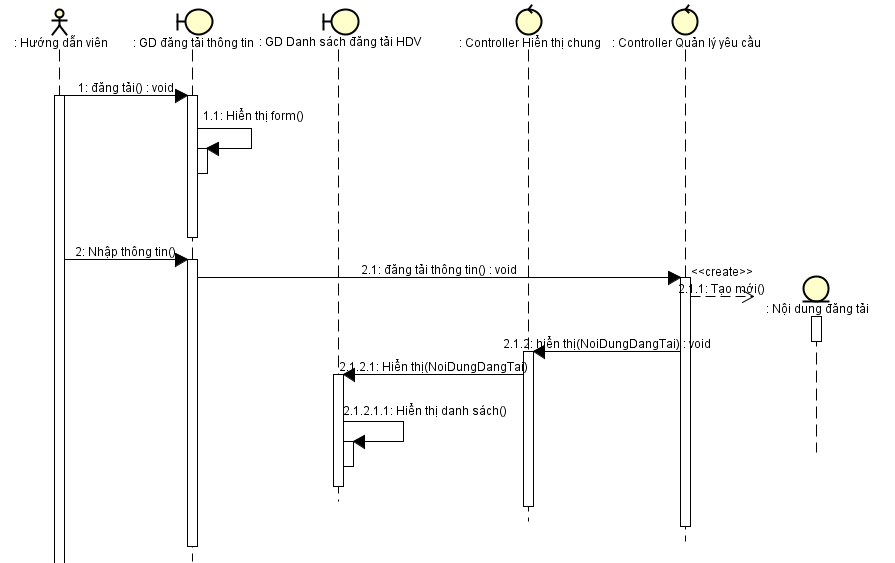 : Hướng dẫn viên
: GD đăng tải thông tin
: GD Danh sách đăng tải HDV
: Controller Hiển thị chung
: Controller Quản lý yêu cầu
1: đăng tải() : void
1.1: Hiển thị form()
2: Nhập thông tin()
2.1: đăng tải thông tin() : void
<<create>>
2.1.1: Tạo mới()
: Nội dung đăng tải
2.1.2: hiển thị(NoiDungDangTai) : void
2.1.2.1: Hiển thị(NoiDungDangTai)
2.1.2.1.1: Hiển thị danh sách()